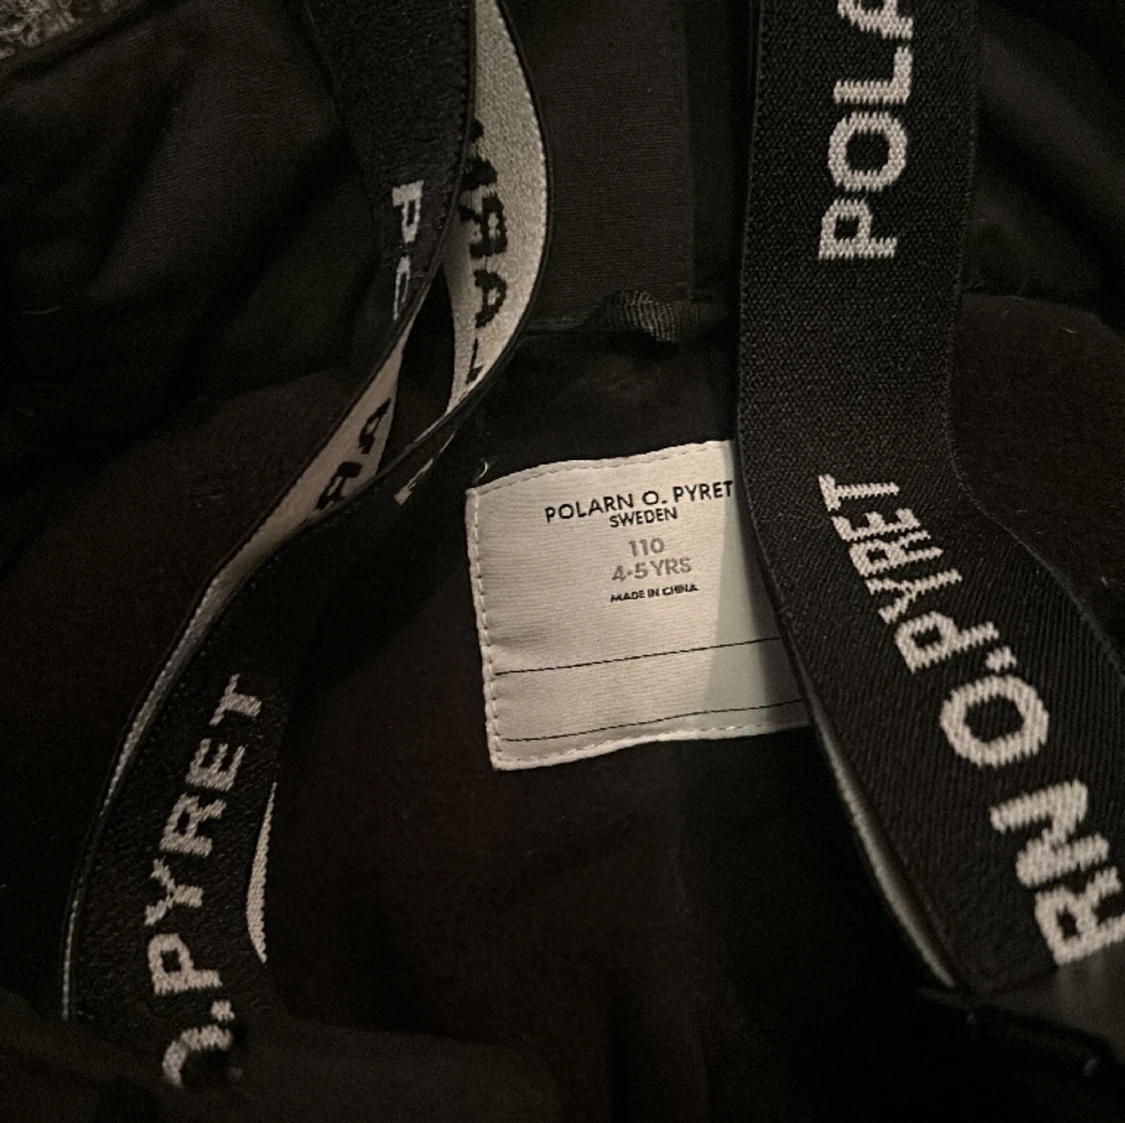 POLARN O. PYRET
SWEDEN
110
4-5 YRS
MADE IN CHINA
POLA
RN O. PYRET
O. PYRET